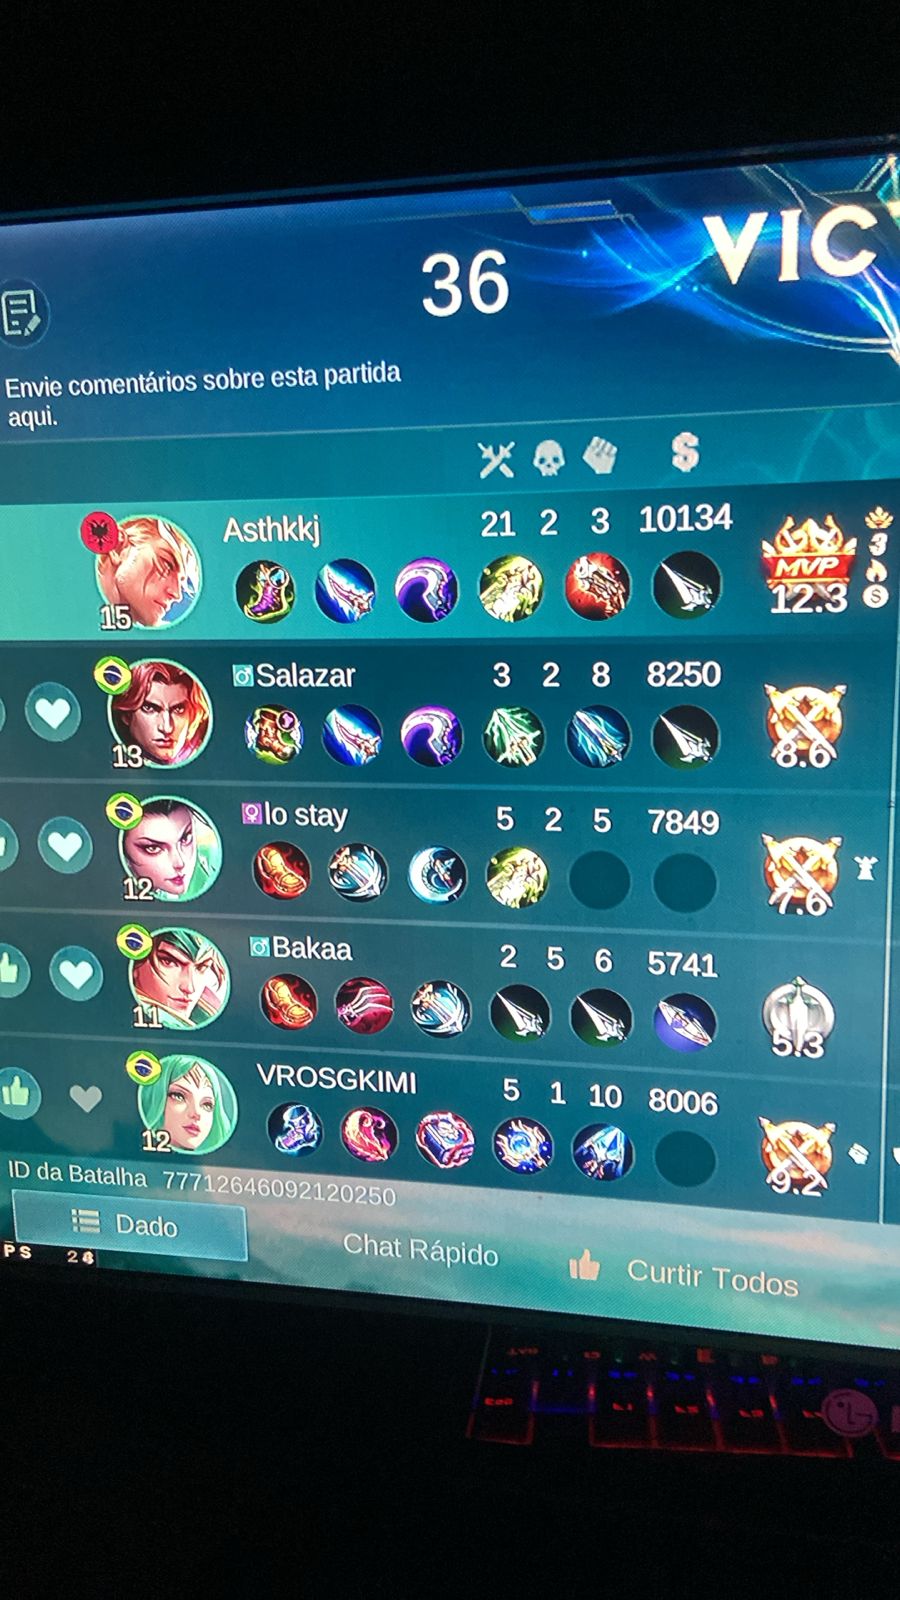 36
VIC
Envie comentários sobre esta partida
aqui.
Asthkkj 21 2 3 10134
15
MVP
12.3
3
Salazar 3 2 8 8250
13
8.6
lo stay 5 2 5 7849
12
7.6
Bakaa 2 5 6 5741
11
5.3
VROSGKIMI 5 1 10 8006
12
9.2
ID da Batalha 77712646092120250
Dado
Chat Rápido
Curtir Todos
PS